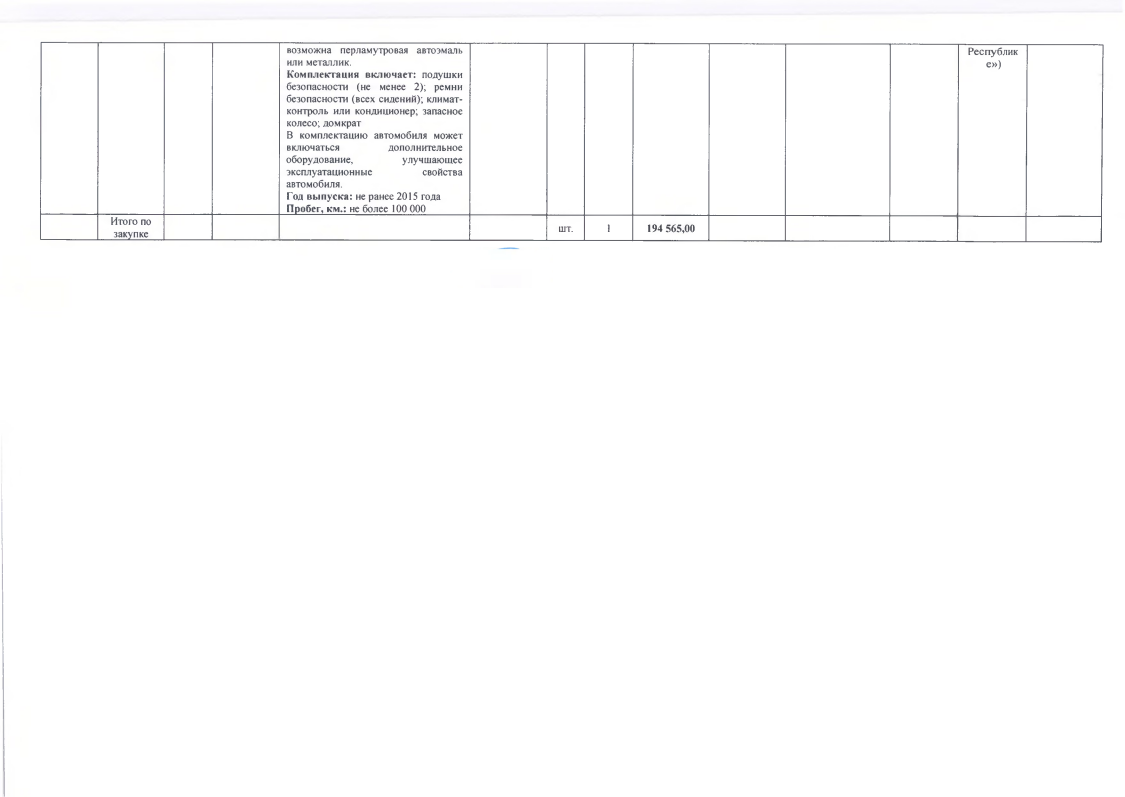 возможна перламутровая автоэмаль
или металлик.
Комплектация включает: подушки
безопасности (не менее 2); ремни
безопасности (всех сидений); климат-
контроль или кондиционер; запасное
колесо; домкрат
В комплектацию автомобиля может
включаться дополнительное
оборудование, улучшающее
эксплуатационные свойства
автомобиля.
Год выпуска: не ранее 2015 года
Пробег, км.: не более 100 000
Республик
е»)
Итого по
закупке
шт.
1
194 565,00